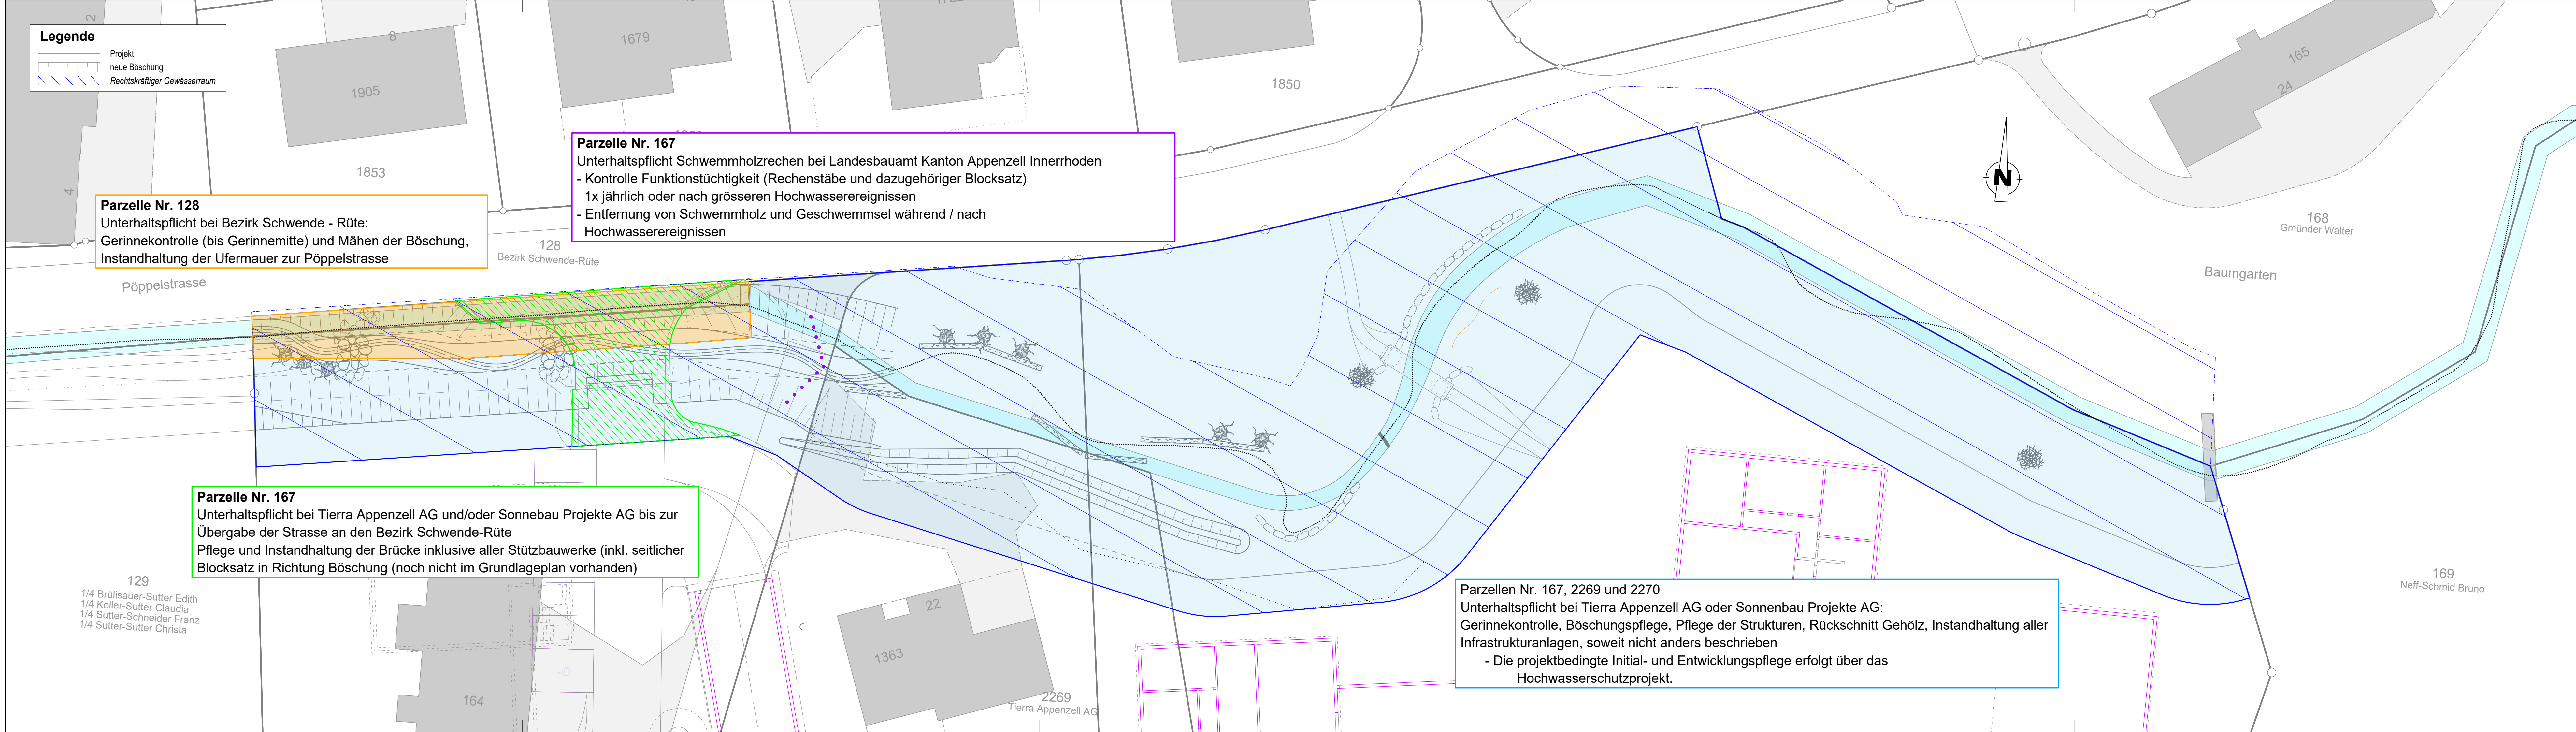 Legende
Projekt
neue Böschung
Rechtskräftiger Gewässerraum
2
4
8
1905
1853
1679
1850
165
24
168
Gmünder Walter
Baumgarten
N
Parzelle Nr. 167
Unterhaltspflicht Schwemmholzrechen bei Landesbauamt Kanton Appenzell Innerrhoden
- Kontrolle Funktionstüchtigkeit (Rechenstäbe und dazugehöriger Blocksatz)
1x jährlich oder nach grösseren Hochwasserereignissen
- Entfernung von Schwemmholz und Geschwemmsel während / nach
Hochwasserereignissen
Parzelle Nr. 128
Unterhaltspflicht bei Bezirk Schwende - Rüte:
Gerinnekontrolle (bis Gerinnemitte) und Mähen der Böschung,
Instandhaltung der Ufermauer zur Pöppelstrasse
128
Bezirk Schwende-Rüte
Pöppelstrasse
Parzelle Nr. 167
Unterhaltspflicht bei Tierra Appenzell AG und/oder Sonnebau Projekte AG bis zur
Übergabe der Strasse an den Bezirk Schwende-Rüte
Pflege und Instandhaltung der Brücke inklusive aller Stützbauwerke (inkl. seitlicher
Blocksatz in Richtung Böschung (noch nicht im Grundlageplan vorhanden)
129
1/4 Brülisauer-Sutter Edith
1/4 Koller-Sutter Claudia
1/4 Sutter-Schneider Franz
1/4 Sutter-Sutter Christa
164
22
1363
2269
Tierra Appenzell AG
Parzellen Nr. 167, 2269 und 2270
Unterhaltspflicht bei Tierra Appenzell AG oder Sonnenbau Projekte AG:
Gerinnekontrolle, Böschungspflege, Pflege der Strukturen, Rückschnitt Gehölz, Instandhaltung aller
Infrastrukturanlagen, soweit nicht anders beschrieben
- Die projektbedingte Initial- und Entwicklungspflege erfolgt über das
Hochwasserschutzprojekt.
169
Neff-Schmid Bruno